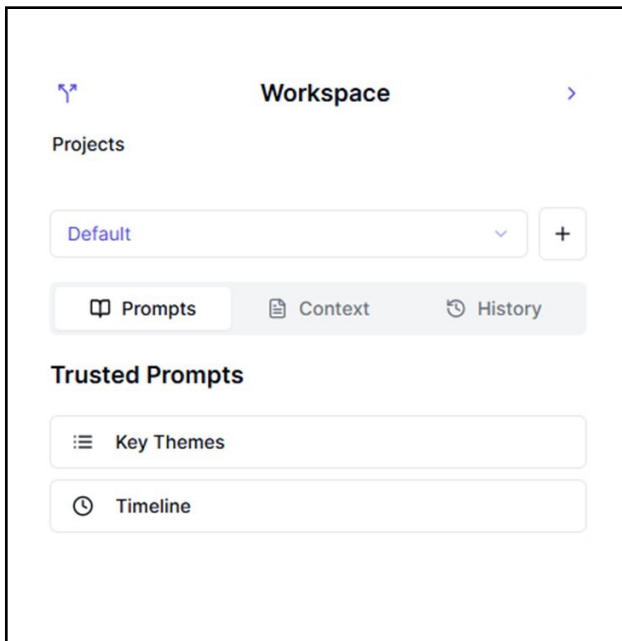 Workspace
Projects
Default
Prompts Context History
Trusted Prompts
Key Themes
Timeline